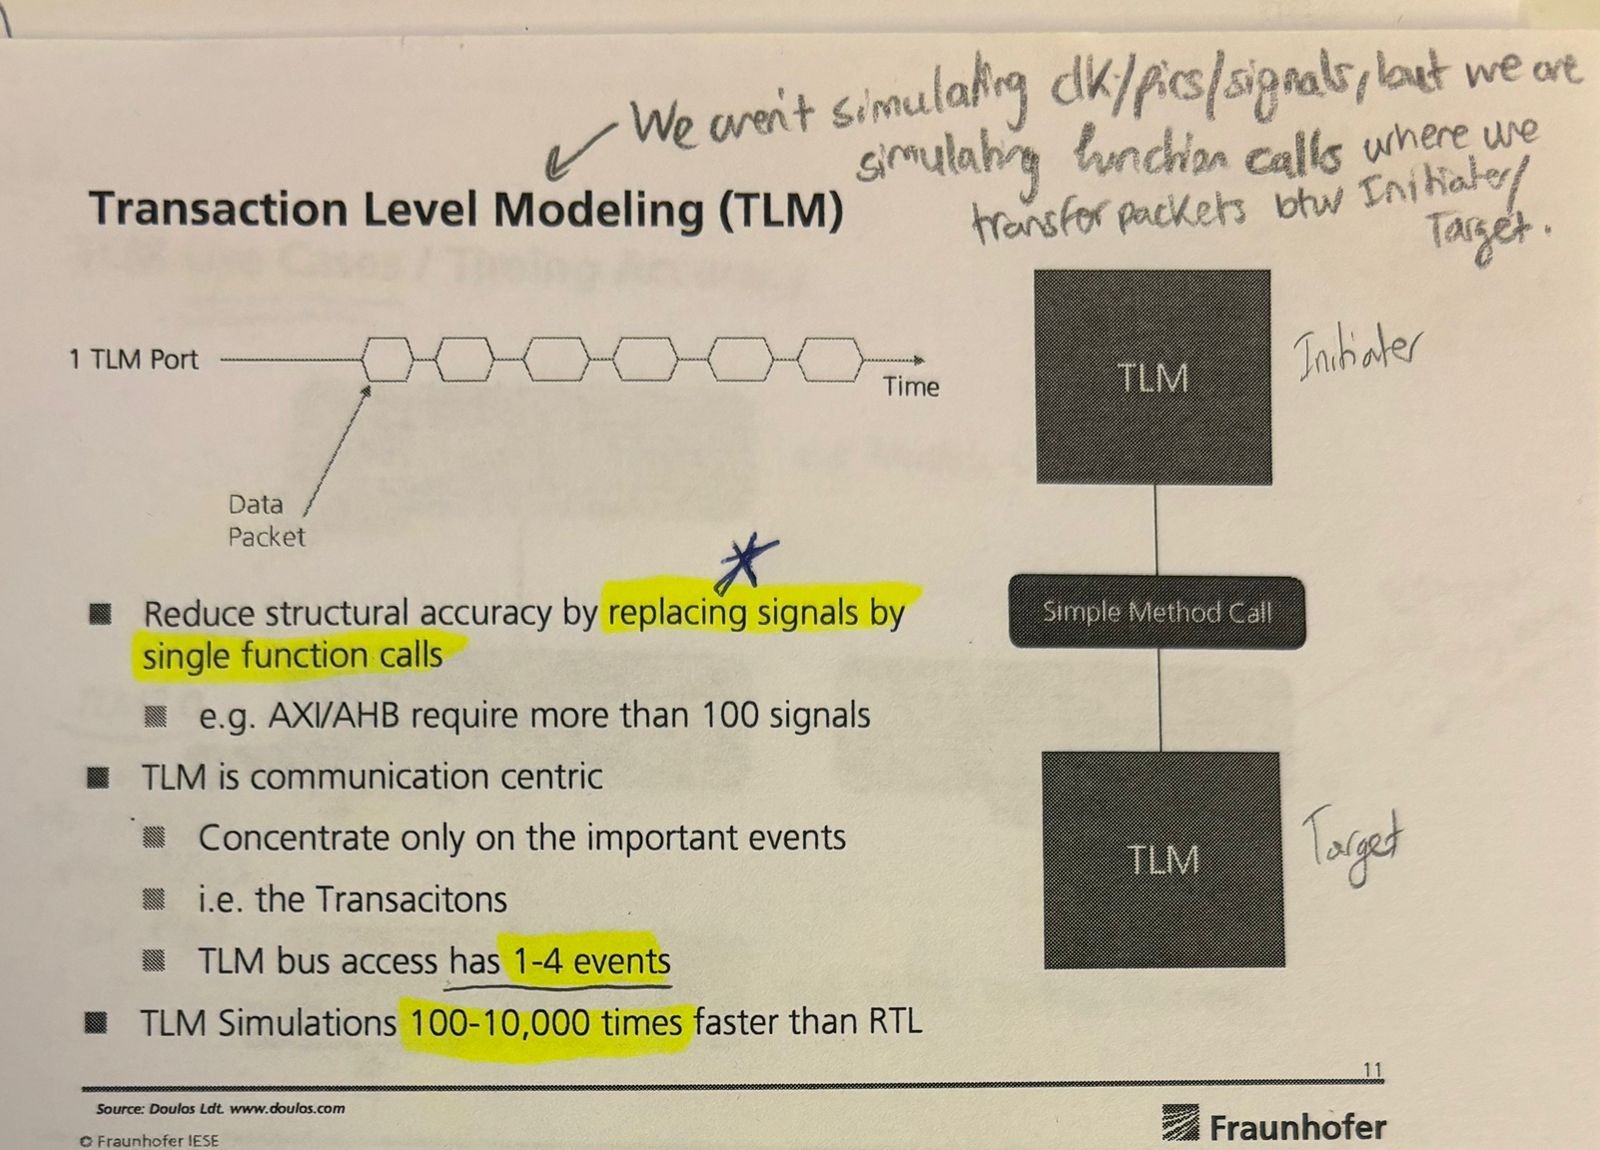 We aren't simulating clk/pics/signals, but we are
simulating function calls where we
transfer packets btw Initiater/
Target.
Transaction Level Modeling (TLM)
1 TLM Port
Time
Data
Packet
TLM
Initiater
Simple Method Call
TLM
Target
Reduce structural accuracy by replacing signals by
single function calls
e.g. AXI/AHB require more than 100 signals
TLM is communication centric
Concentrate only on the important events
i.e. the Transacitons
TLM bus access has 1-4 events
TLM Simulations 100-10,000 times faster than RTL
11
Source: Doulos Ldt. www.doulos.com
© Fraunhofer IESE
Fraunhofer